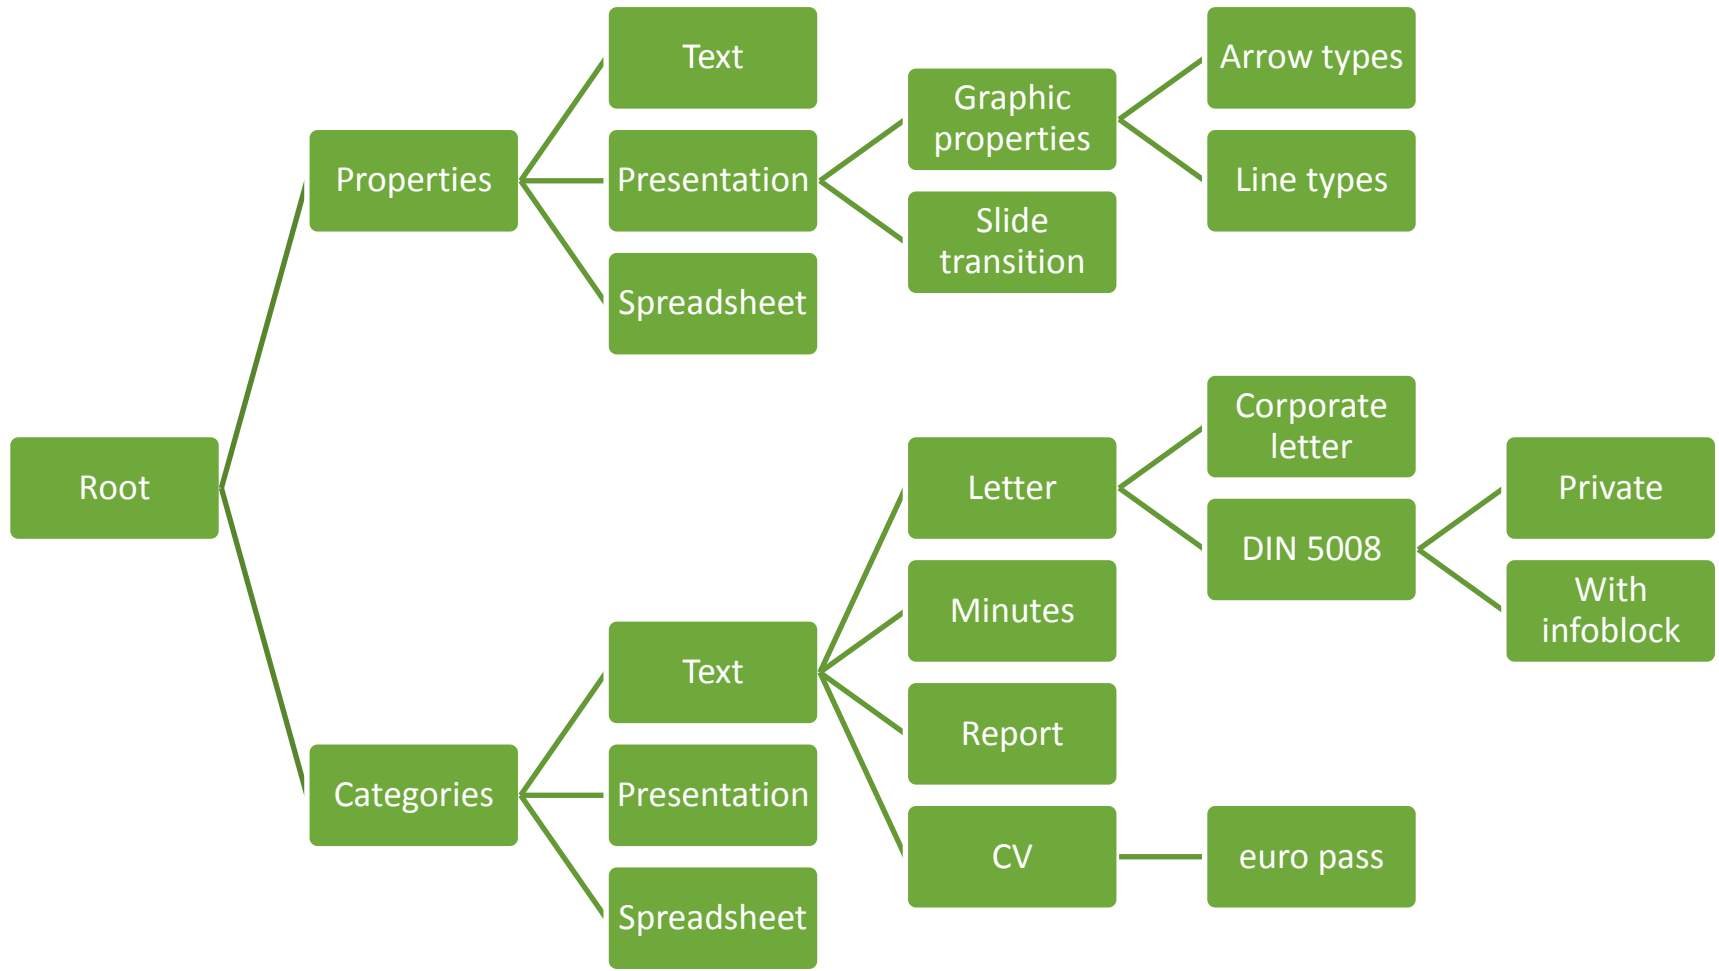 Root
Properties
Text
Presentation
Graphic
properties
Arrow types
Line types
Slide
transition
Spreadsheet
Categories
Text
Letter
Corporate
letter
DIN 5008
Private
With
infoblock
Minutes
Report
CV
euro pass
Presentation
Spreadsheet